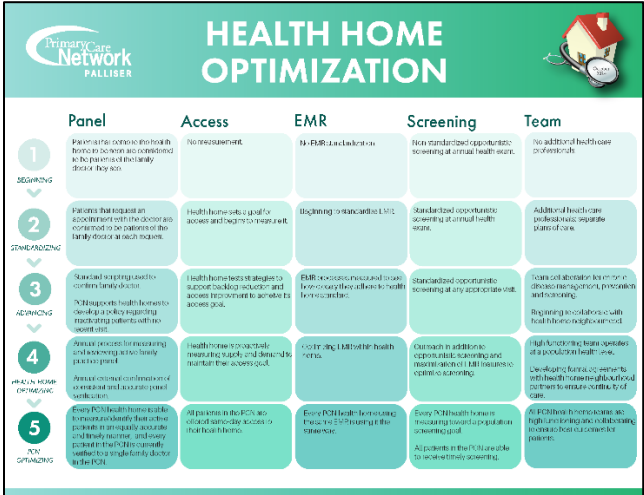 Primary Care
Network
PALLISER
HEALTH HOME
OPTIMIZATION
Panel
Access
EMR
Screening
Team
1
BEGINNING
Patients that come to the health
home to be seen are considered
to be patients of the family
doctor they see.
No measurement.
No EMR standardization
Non standardized opportunistic
screening at annual health exam.
No additional health care
professionals
2
STANDARDIZING
Patients that request an
appointment with the doctor are
confirmed to be patients of the
family doctor at each request.
Health home sets a goal for
access and begins to measure it.
Beginning to standardize EMR.
Standardized opportunistic
screening at annual health
exam.
Additional health care
professionals; separate
plans of care.
3
ADVANCING
Standard scripting used to
confirm family doctor.
PCN supports health homes to
develop a policy regarding
inactivating patients with no
recent visit.
Health home tests strategies to
support backlog reduction and
access improvement to achieve its
access goal.
EMR processes measured to see
how closely they adhere to health
home standard.
Standardized opportunistic
screening at any appropriate visit.
Team collaboration for chronic
disease management, prevention
and screening.
Beginning to collaborate with
health home neighbourhood.
4
HEALTH HOME
OPTIMIZING
Annual process for measuring
and reviewing active family
practice panel.
Annual external confirmation of
consistent and accurate panel
verification.
Health home is proactively
measuring supply and demand to
maintain their access goal.
Optimizing EMR within health
home.
Outreach in addition to
opportunistic screening and
maximization of EMR features to
optimize screening.
High functioning team operates
at a population health level.
Developing formal agreements
with health home neighbourhood
partners to ensure continuity of
care.
5
PCN
OPTIMIZING
Every PCN health home is able
to measure/identify their active
patients in an equally accurate
and timely manner, and every
patient in the PCN is currently
verified to a single family doctor
in the PCN.
All patients in the PCN are
offered same-day access to
their health home.
Every PCN health home using
the same EMR is using it the
same way.
Every PCN health home is
measuring toward a population
screening goal.
All patients in the PCN are able
to receive timely screening.
All PCN health home teams are
high functioning and collaborating
to ensure best outcomes for
patients.